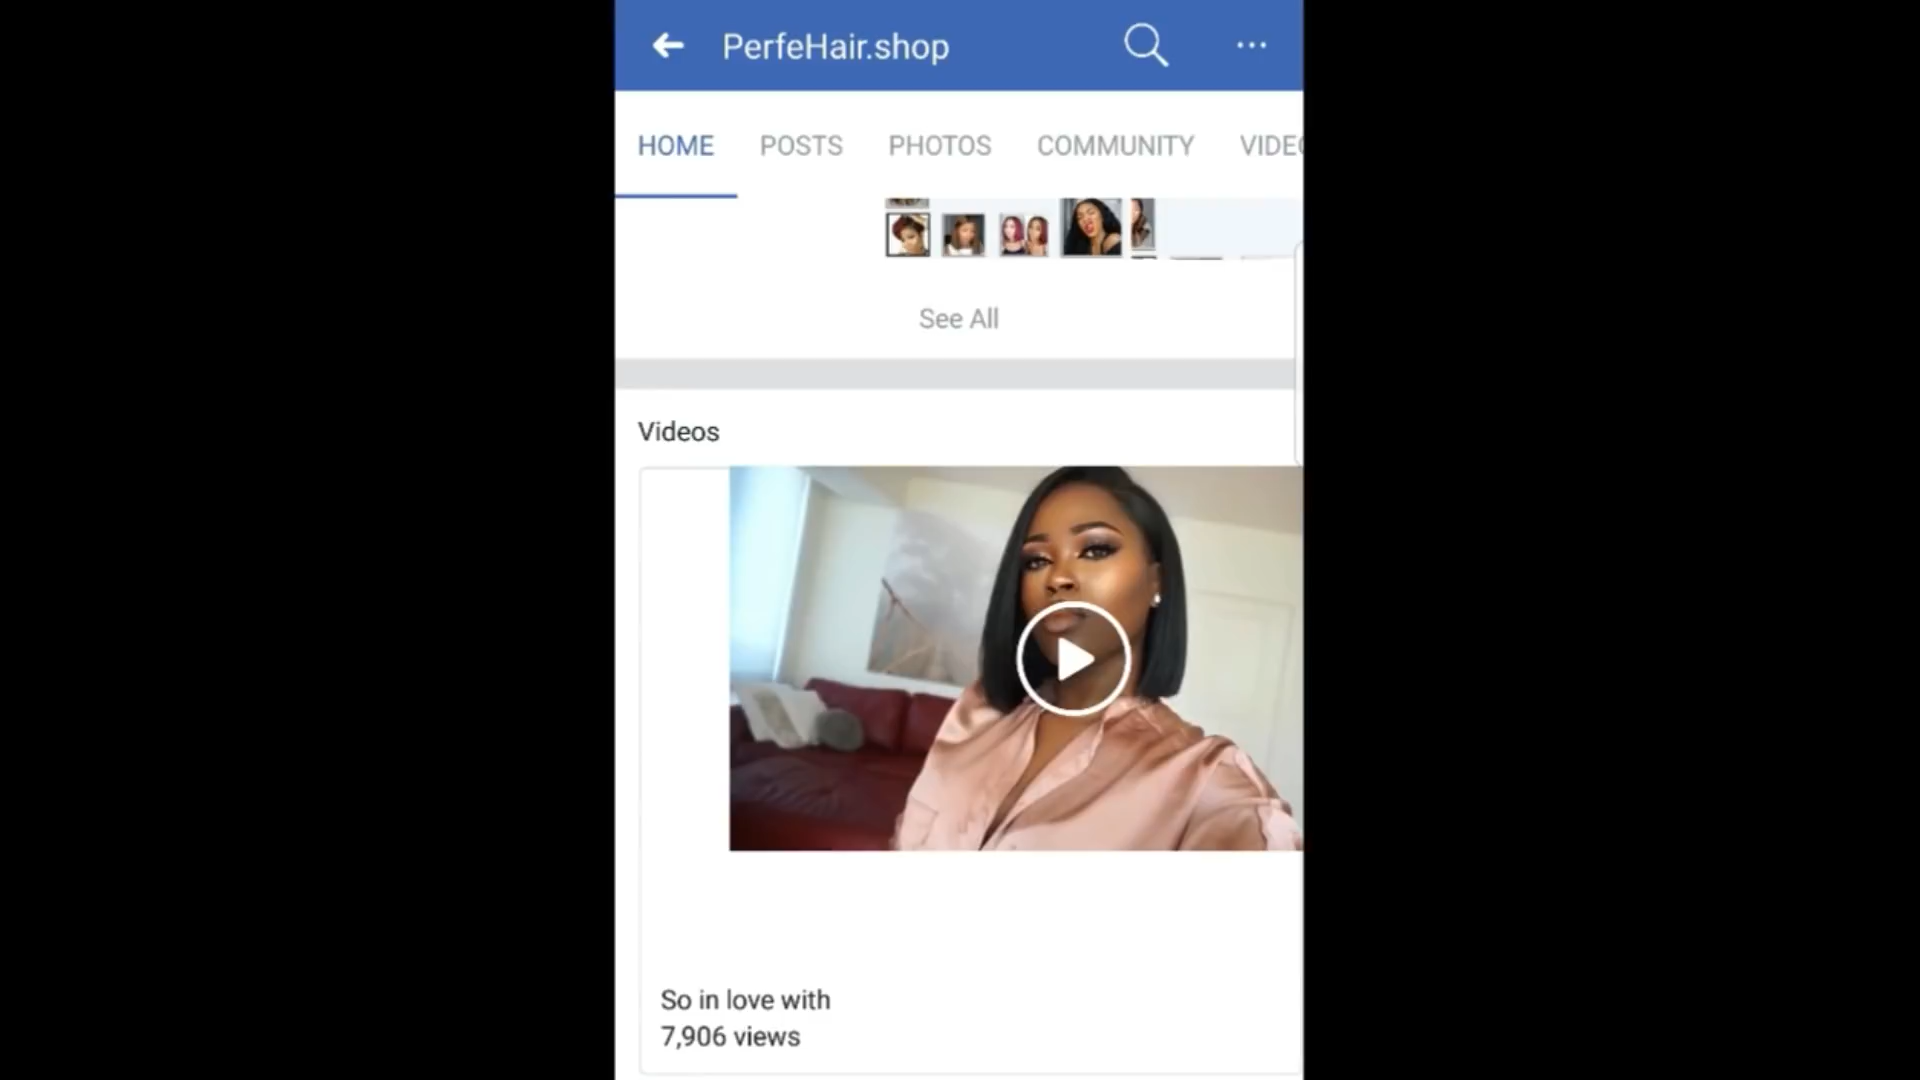 PerfeHair.shop
HOME POSTS PHOTOS COMMUNITY
See All
Videos
So in love with
7,906 views